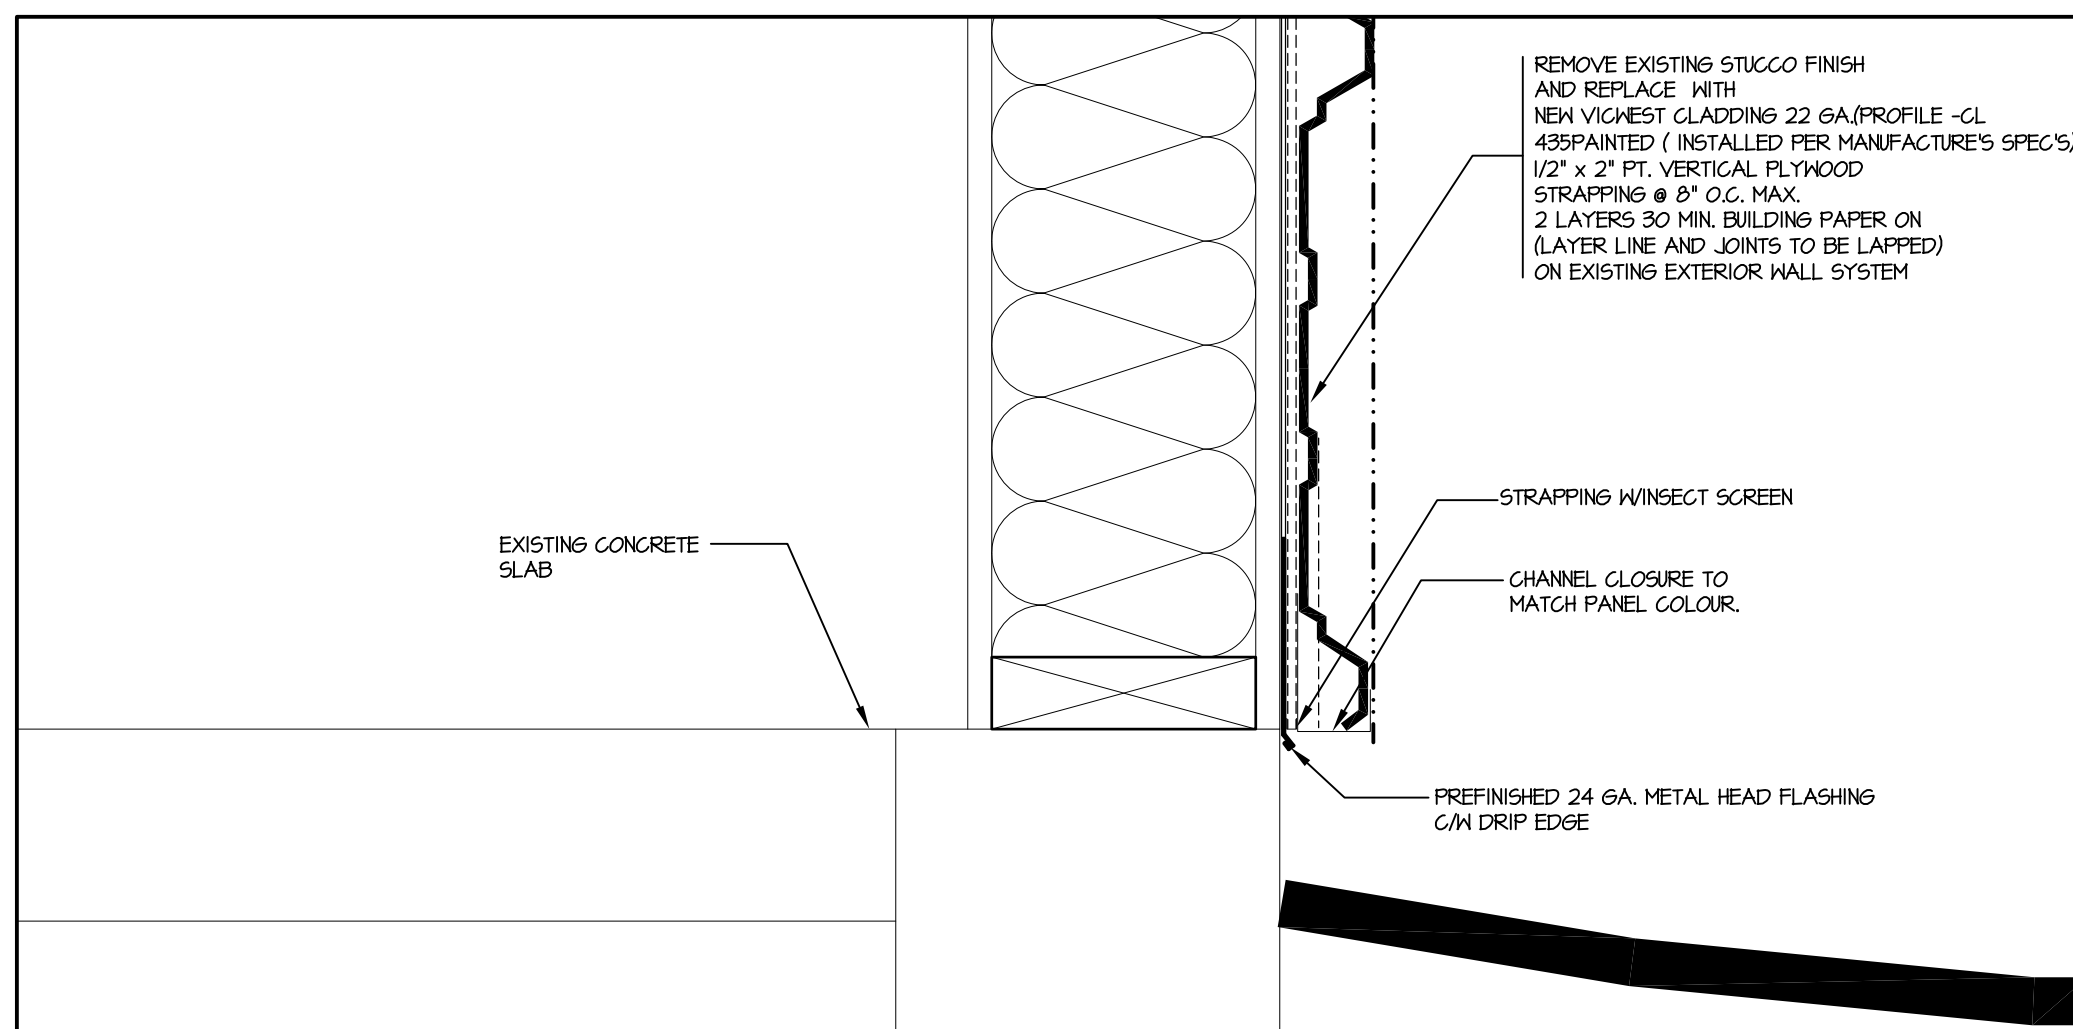 REMOVE EXISTING STUCCO FINISH
AND REPLACE WITH
NEW VICWEST CLADDING 22 GA.(PROFILE -CL
435PAINTED ( INSTALLED PER MANUFACTURE'S SPEC'S)
1/2" x 2" PT. VERTICAL PLYWOOD
STRAPPING @ 8" O.C. MAX.
2 LAYERS 30 MIN. BUILDING PAPER ON
(LAYER LINE AND JOINTS TO BE LAPPED)
ON EXISTING EXTERIOR WALL SYSTEM
STRAPPING W/INSECT SCREEN
EXISTING CONCRETE
SLAB
CHANNEL CLOSURE TO
MATCH PANEL COLOUR.
PREFINISHED 24 GA. METAL HEAD FLASHING
C/W DRIP EDGE